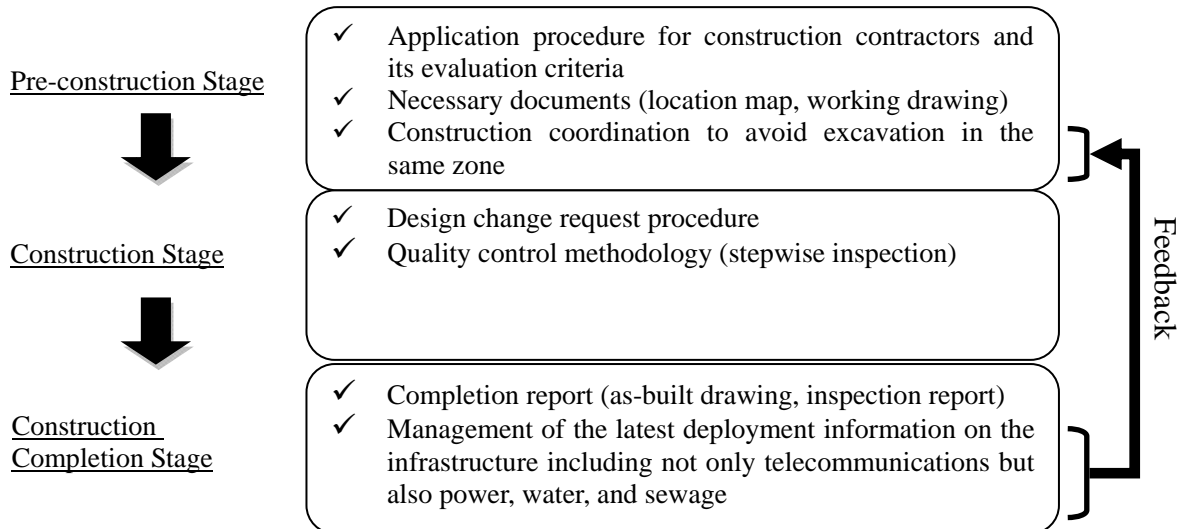 Pre-construction Stage
✓ Application procedure for construction contractors and
its evaluation criteria
✓ Necessary documents (location map, working drawing)
✓ Construction coordination to avoid excavation in the
same zone
Construction Stage
✓ Design change request procedure
✓ Quality control methodology (stepwise inspection)
Construction
Completion Stage
✓ Completion report (as-built drawing, inspection report)
✓ Management of the latest deployment information on the
infrastructure including not only telecommunications but
also power, water, and sewage
Feedback